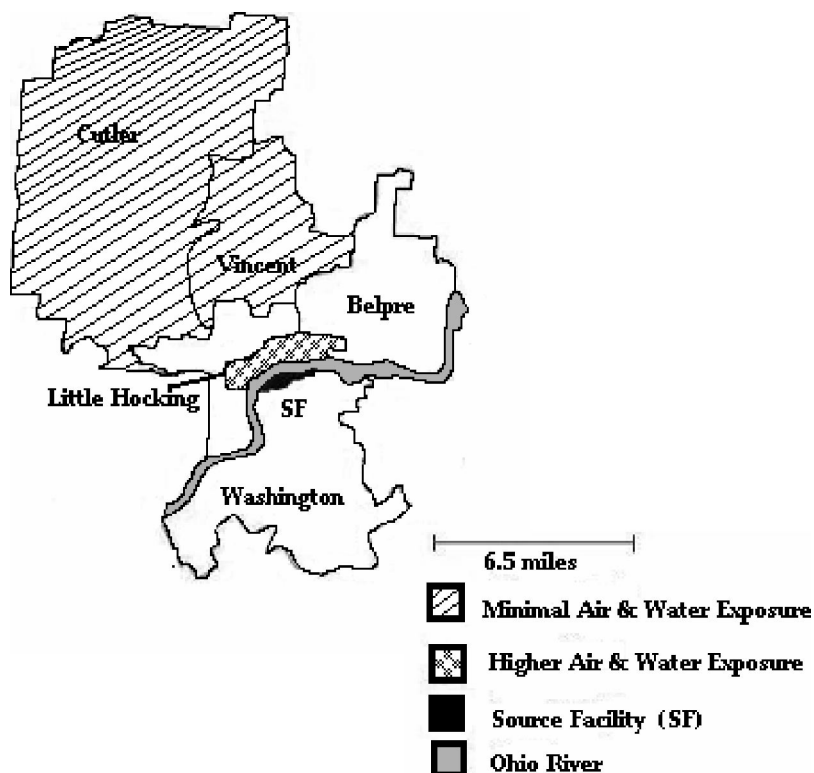 Cutler
Vincent
Belpre
Little Hocking
SF
Washington
6.5 miles
Minimal Air & Water Exposure
Higher Air & Water Exposure
Source Facility (SF)
Ohio River